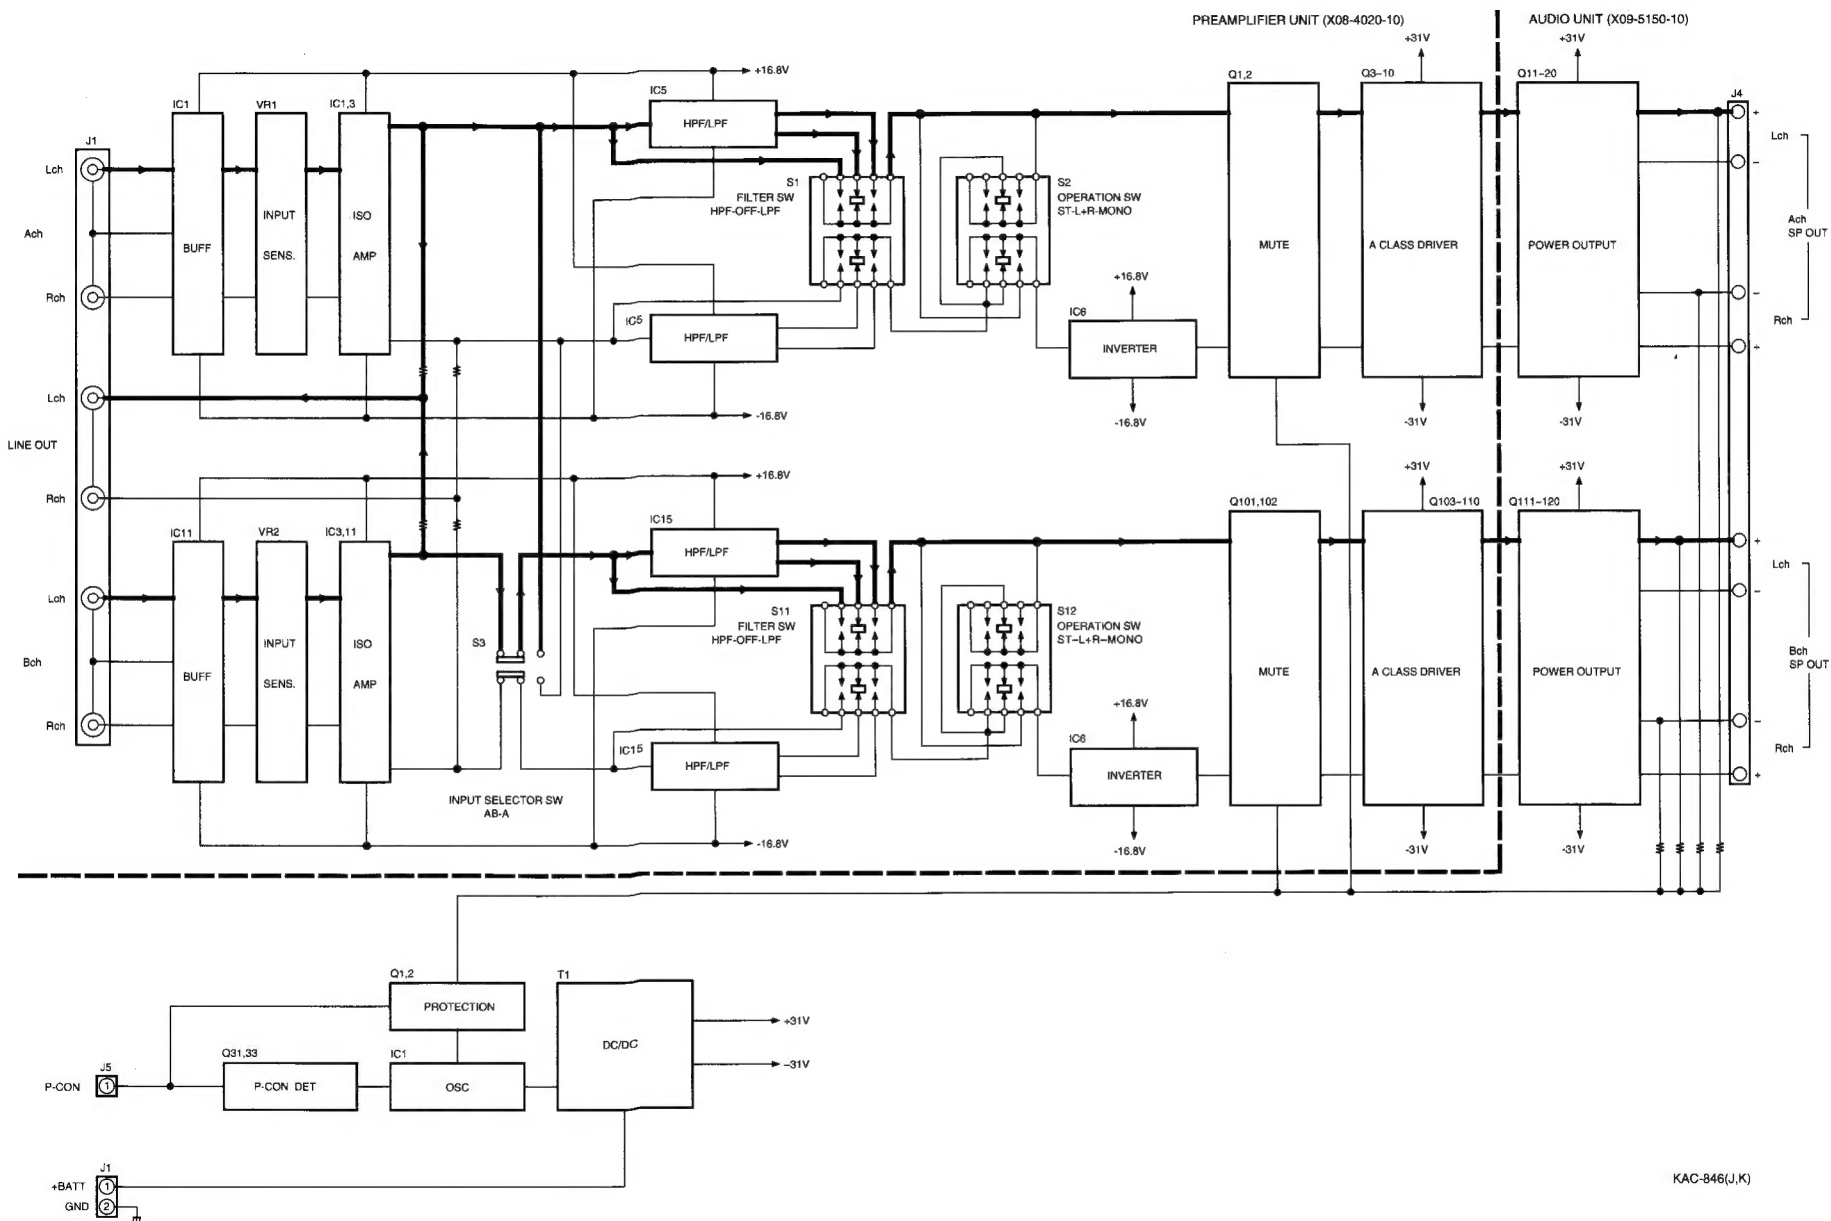 PREAMPLIFIER UNIT (X08-4020-10)
AUDIO UNIT (X09-5150-10)
+31V
+31V
+16.8V
IC1
VR1
IC1,3
IC5
HPF/LPF
Q1,2
Q3-10
Q11-20
J4
J1
Lch
Ach
Rch
BUFF
INPUT
SENS.
ISO
AMP
S1
FILTER SW
HPF-OFF-LPF
S2
OPERATION SW
ST-L+R-MONO
MUTE
A CLASS DRIVER
POWER OUTPUT
+
Lch
-
Ach
SP OUT
-
Rch
+
IC5
HPF/LPF
+16.8V
IC6
INVERTER
-16.8V
-16.8V
-31V
-31V
Lch
LINE OUT
Rch
+16.8V
+31V
+31V
IC11
VR2
IC3,11
IC15
HPF/LPF
Q101,102
Q103-110
Q111-120
Lch
Bch
Rch
BUFF
INPUT
SENS.
ISO
AMP
S3
S11
FILTER SW
HPF-OFF-LPF
S12
OPERATION SW
ST-L+R-MONO
MUTE
A CLASS DRIVER
POWER OUTPUT
+
Lch
-
Bch
SP OUT
-
Rch
+
IC15
HPF/LPF
+16.8V
IC6
INVERTER
-16.8V
INPUT SELECTOR SW
AB-A
-16.8V
-31V
-31V
Q1,2
PROTECTION
T1
DC/DC
+31V
-31V
J5
P-CON
1
Q31,33
P-CON DET
IC1
OSC
J1
+BATT
1
GND
2
KAC-846(J,K)